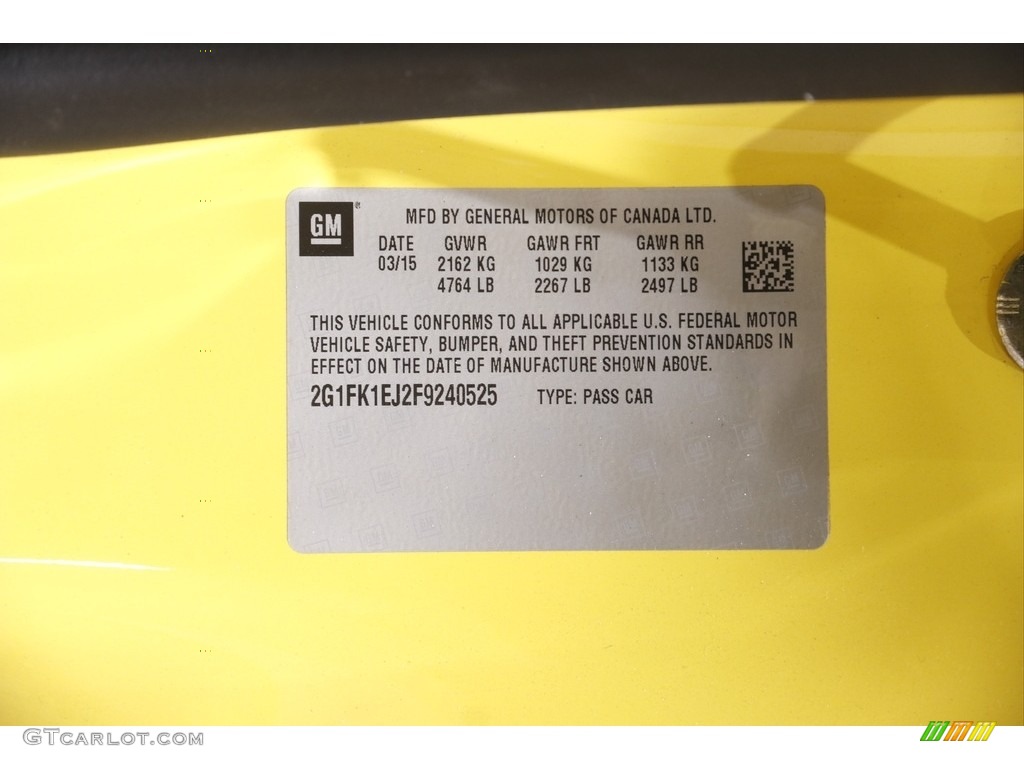 GM®
MFD BY GENERAL MOTORS OF CANADA LTD.
DATE GVWR GAWR FRT GAWR RR
03/15 2162 KG 1029 KG 1133 KG
4764 LB 2267 LB 2497 LB
THIS VEHICLE CONFORMS TO ALL APPLICABLE U.S. FEDERAL MOTOR
VEHICLE SAFETY, BUMPER, AND THEFT PREVENTION STANDARDS IN
EFFECT ON THE DATE OF MANUFACTURE SHOWN ABOVE.
2G1FK1EJ2F9240525 TYPE: PASS CAR
GTCARLOT.COM